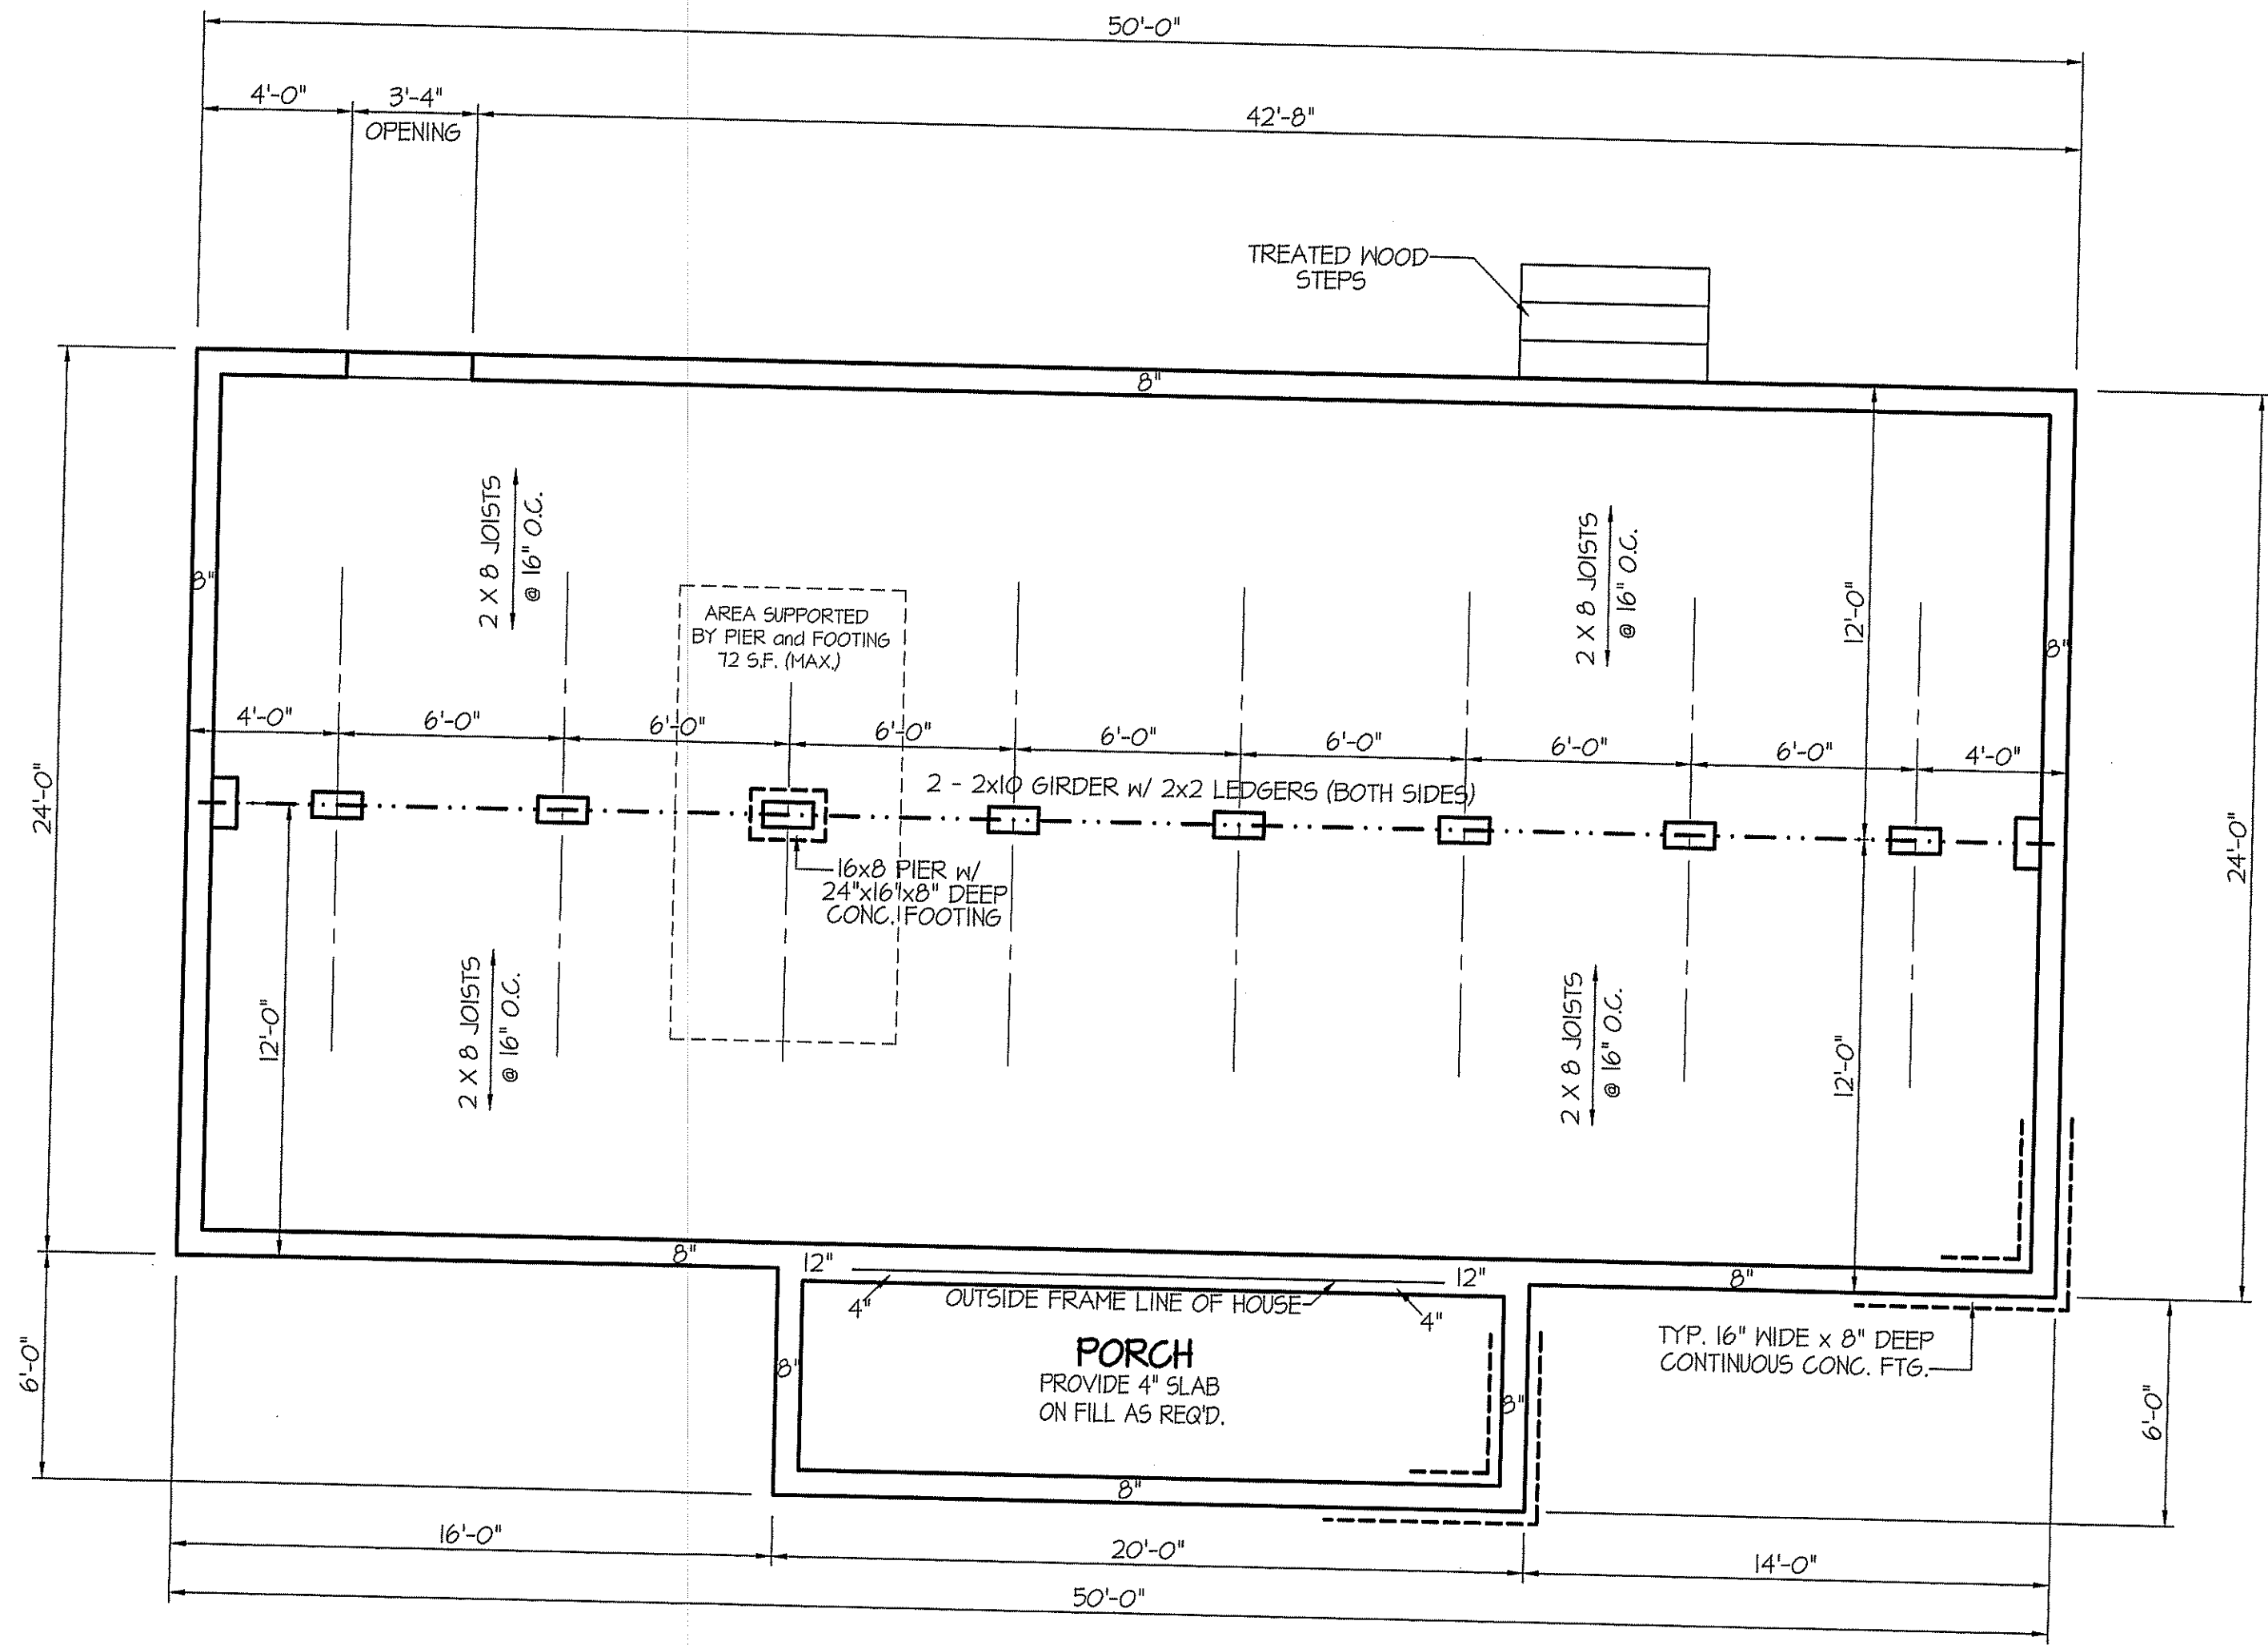 50'-0"
4'-0"
3'-4"
OPENING
42'-8"
TREATED WOOD
STEPS
8"
2 X 8 JOISTS
@ 16" O.C.
2 X 8 JOISTS
@ 16" O.C.
8"
AREA SUPPORTED
BY PIER and FOOTING
72 S.F. (MAX.)
12'-0"
8"
4'-0"
6'-0"
6'-0"
6'-0"
6'-0"
6'-0"
6'-0"
6'-0"
4'-0"
24'-0"
2 - 2x10 GIRDER w/ 2x2 LEDGERS (BOTH SIDES)
24'-0"
16x8 PIER w/
24"x16"x8" DEEP
CONC. FOOTING
12'-0"
2 X 8 JOISTS
@ 16" O.C.
2 X 8 JOISTS
@ 16" O.C.
12'-0"
8"
12"
12"
8"
4"
OUTSIDE FRAME LINE OF HOUSE
4"
PORCH
PROVIDE 4" SLAB
ON FILL AS REQ'D.
8"
8"
TYP. 16" WIDE x 8" DEEP
CONTINUOUS CONC. FTG.
6'-0"
6'-0"
8"
16'-0"
20'-0"
14'-0"
50'-0"